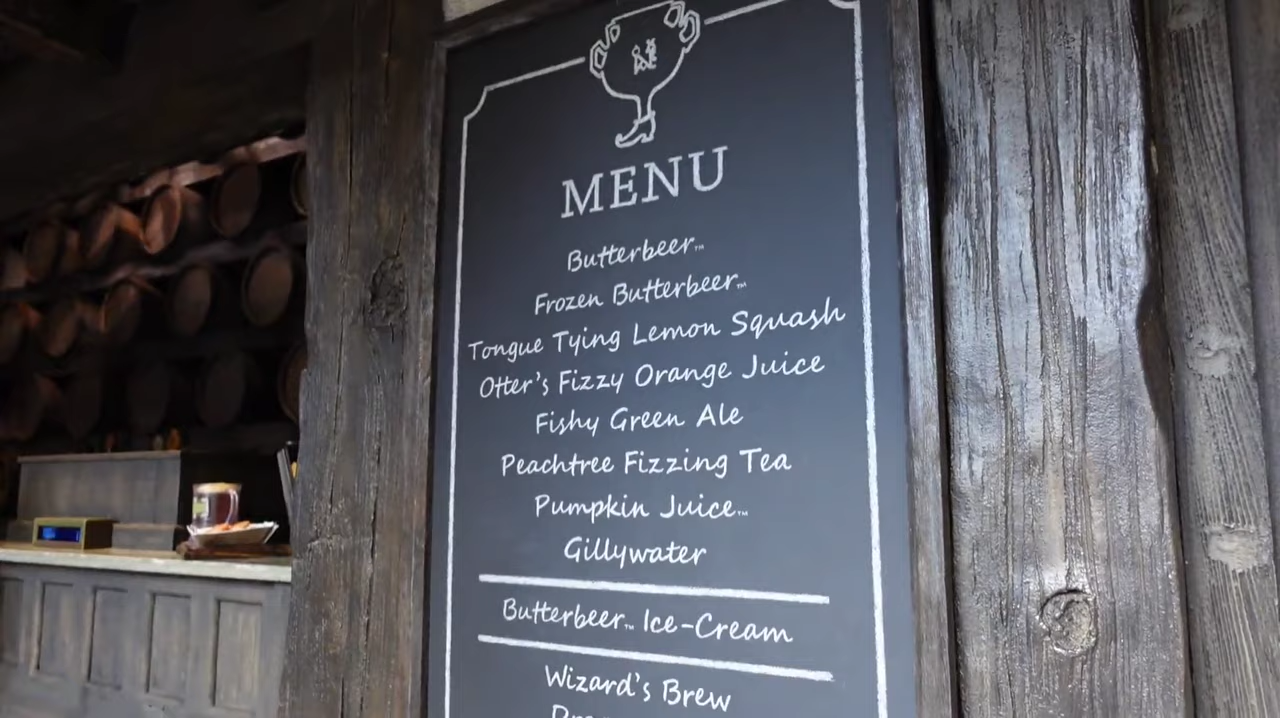 MENU
Butterbeer™
Frozen Butterbeer™
Tongue Tying Lemon Squash
Otter's Fizzy Orange Juice
Fishy Green Ale
Peachtree Fizzing Tea
Pumpkin Juice™
Gillywater
Butterbeer™ Ice-Cream
Wizard's Brew